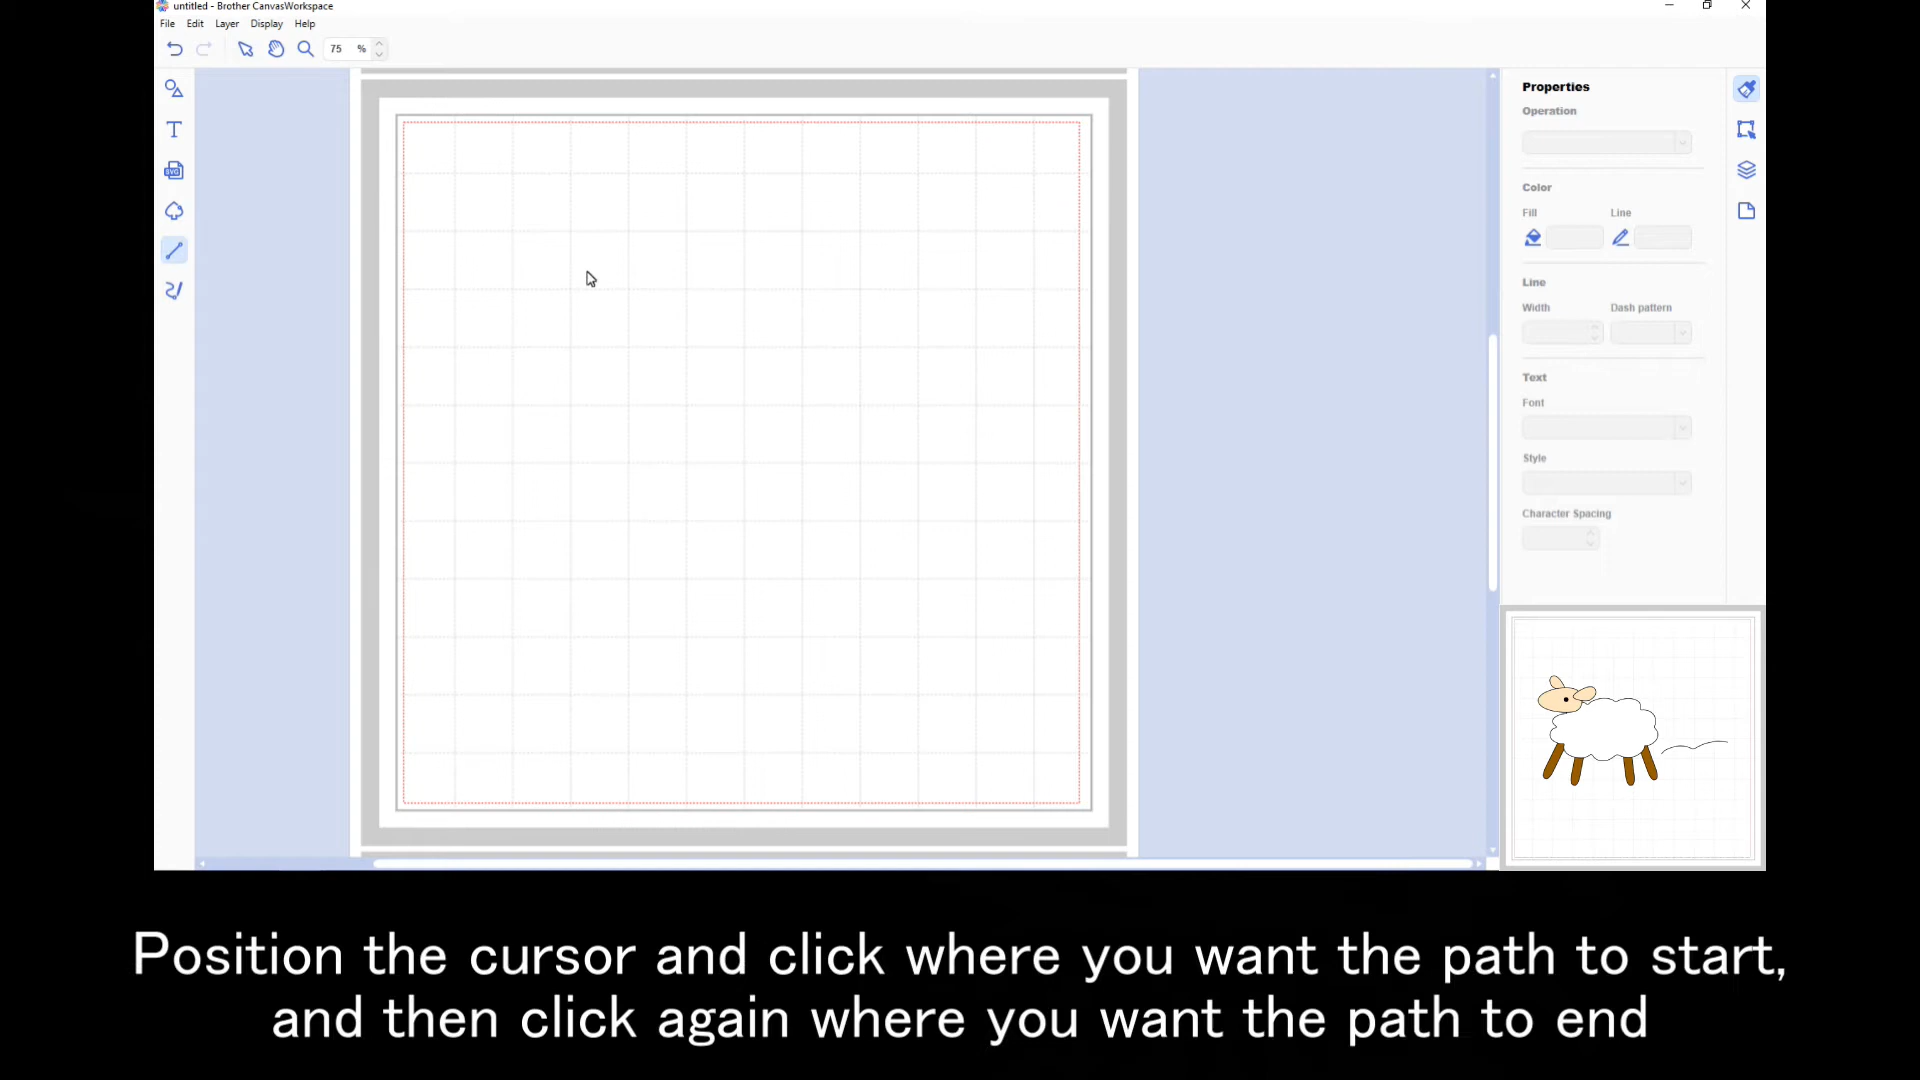 untitled - Brother CanvasWorkspace
File Edit Layer Display Help
75 %
SVG
Properties
Operation
Color
Fill Line
Line
Width Dash pattern
Text
Font
Style
Character Spacing
Position the cursor and click where you want the path to start,
and then click again where you want the path to end